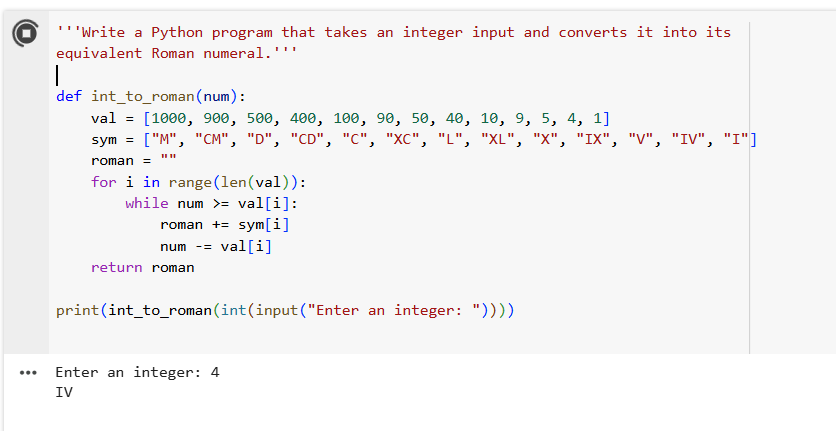 '''Write a Python program that takes an integer input and converts it into its
equivalent Roman numeral.'''
def int_to_roman(num):
    val = [1000, 900, 500, 400, 100, 90, 50, 40, 10, 9, 5, 4, 1]
    sym = ["M", "CM", "D", "CD", "C", "XC", "L", "XL", "X", "IX", "V", "IV", "I"]
    roman = ""
    for i in range(len(val)):
        while num >= val[i]:
            roman += sym[i]
            num -= val[i]
    return roman
print(int_to_roman(int(input("Enter an integer: "))))
Enter an integer: 4
IV